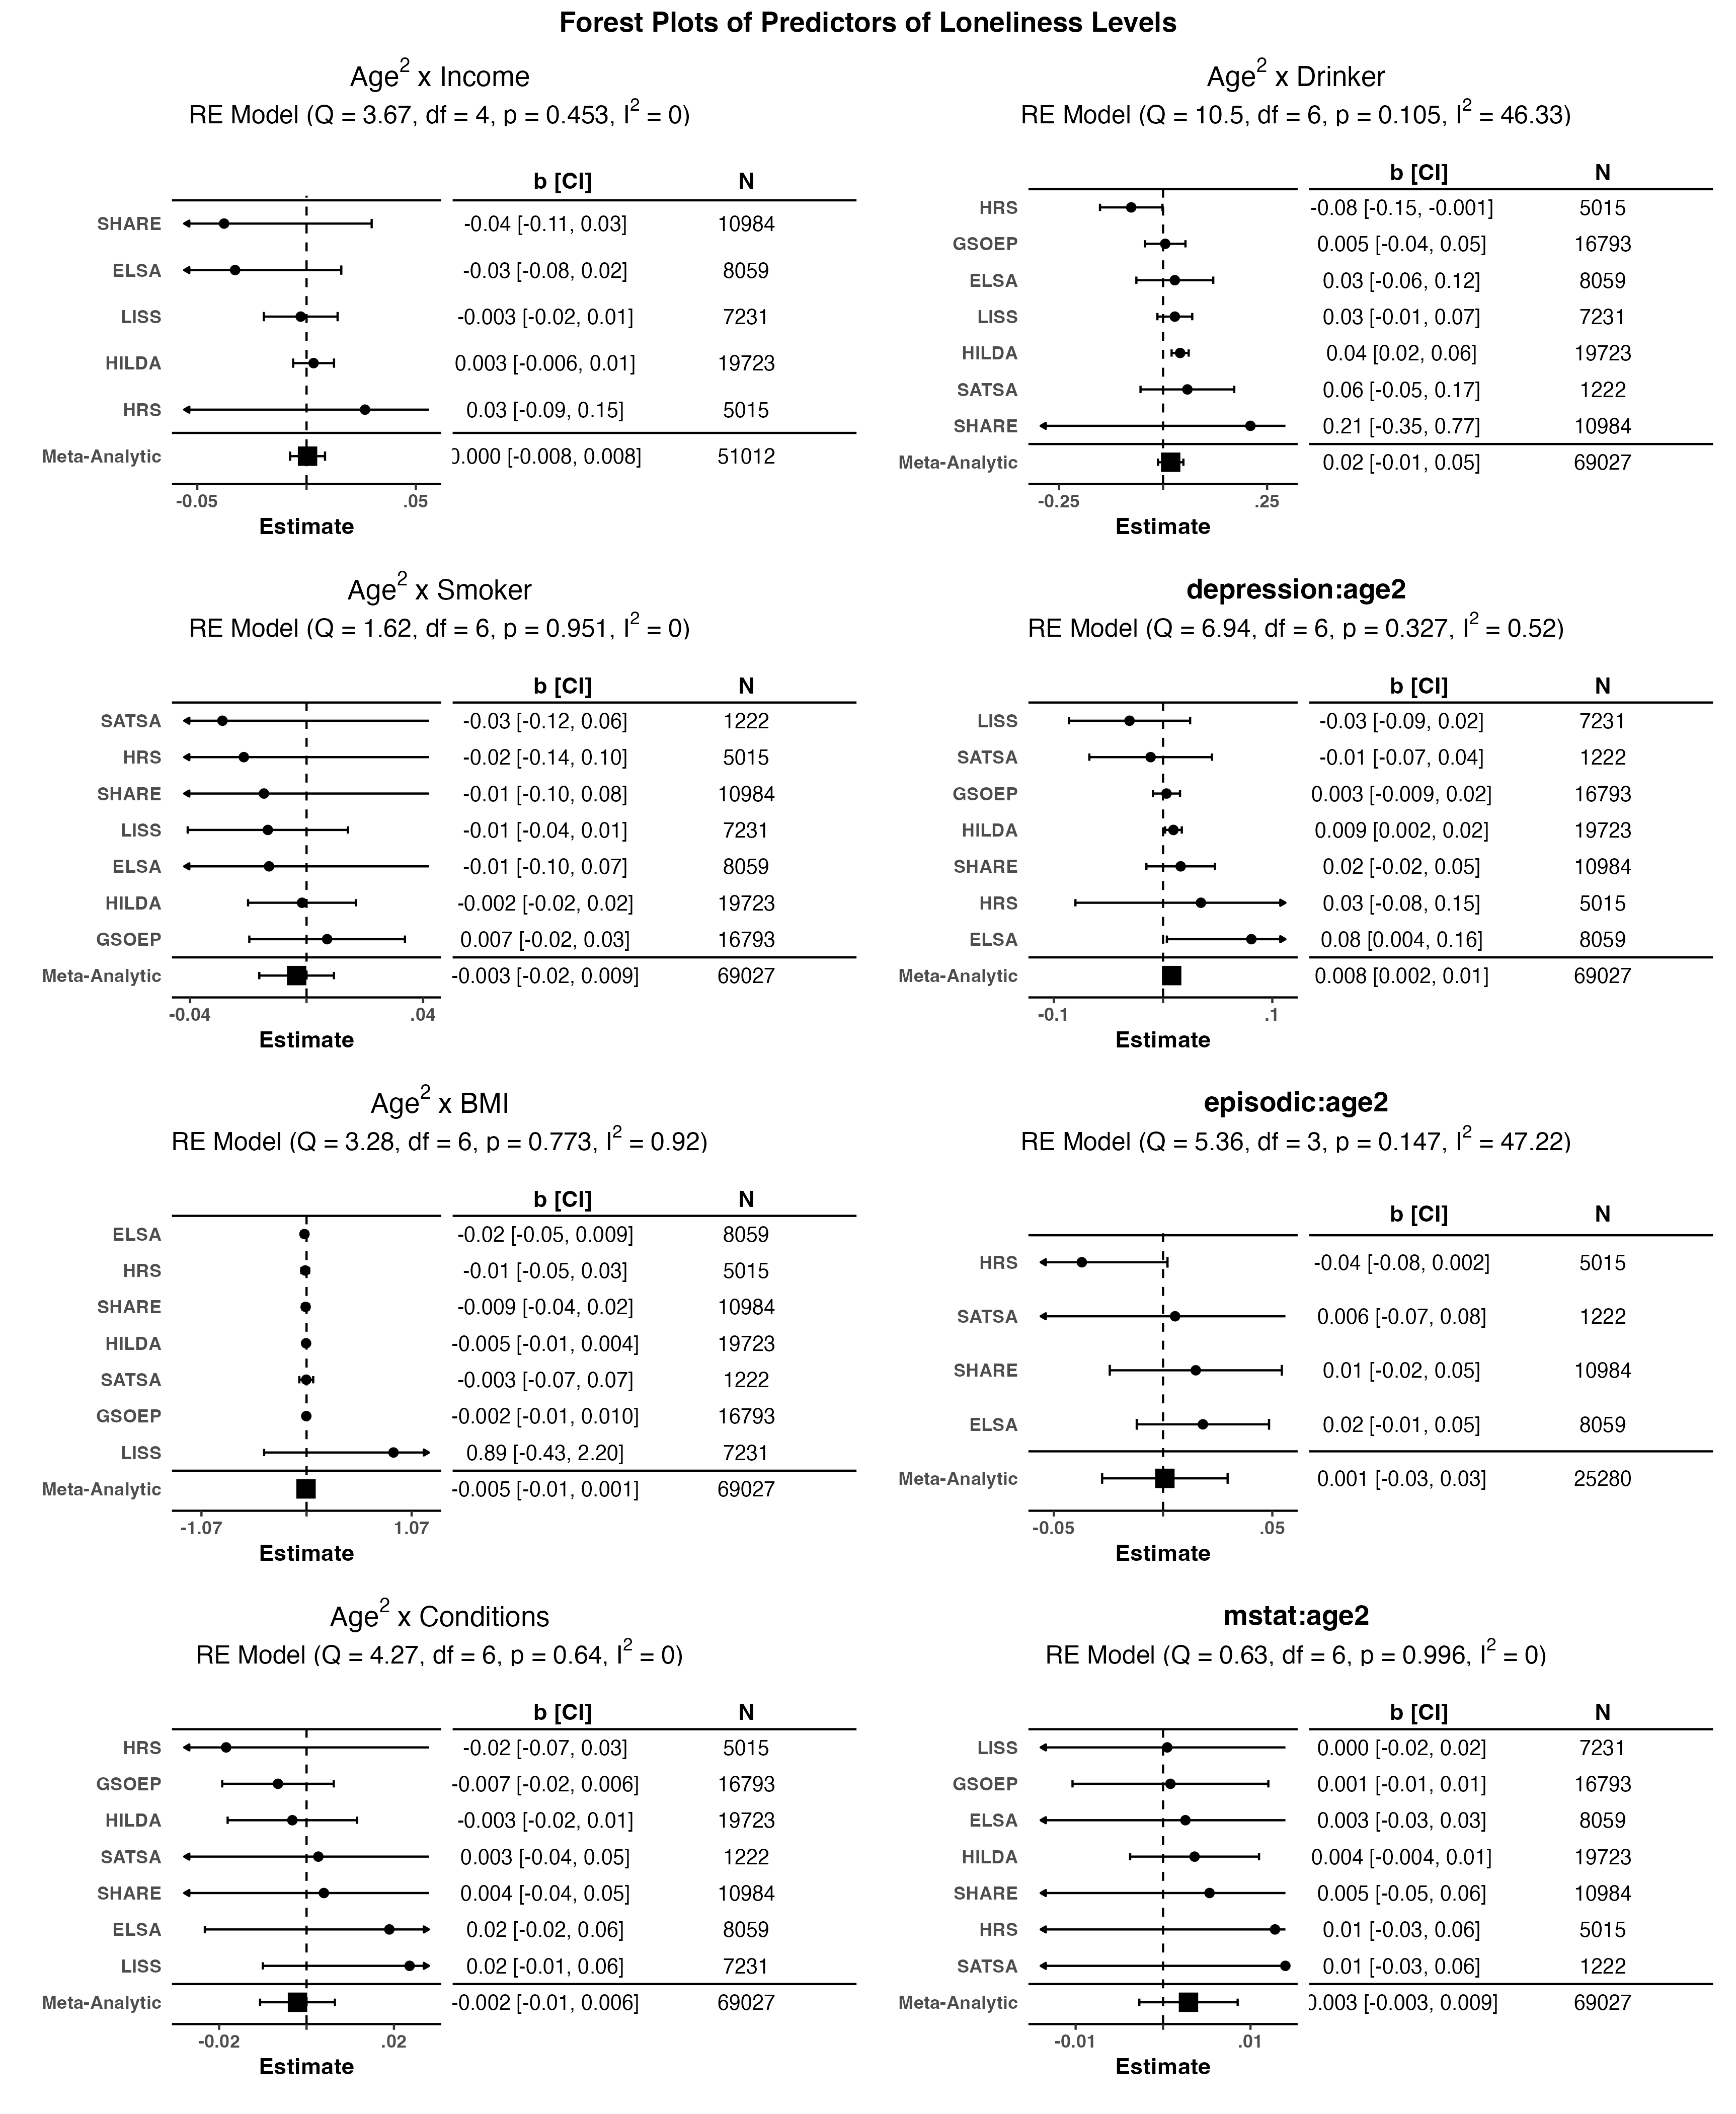 Forest Plots of Predictors of Loneliness Levels
Age² x Income
RE Model (Q = 3.67, df = 4, p = 0.453, I² = 0)
b [CI] N
SHARE -0.04 [-0.11, 0.03] 10984
ELSA -0.03 [-0.08, 0.02] 8059
LISS -0.003 [-0.02, 0.01] 7231
HILDA 0.003 [-0.006, 0.01] 19723
HRS 0.03 [-0.09, 0.15] 5015
Meta-Analytic 0.000 [-0.008, 0.008] 51012
-0.05 .05
Estimate
Age² x Drinker
RE Model (Q = 10.5, df = 6, p = 0.105, I² = 46.33)
b [CI] N
HRS -0.08 [-0.15, -0.001] 5015
GSOEP 0.005 [-0.04, 0.05] 16793
ELSA 0.03 [-0.06, 0.12] 8059
LISS 0.03 [-0.01, 0.07] 7231
HILDA 0.04 [0.02, 0.06] 19723
SATSA 0.06 [-0.05, 0.17] 1222
SHARE 0.21 [-0.35, 0.77] 10984
Meta-Analytic 0.02 [-0.01, 0.05] 69027
-0.25 .25
Estimate
Age² x Smoker
RE Model (Q = 1.62, df = 6, p = 0.951, I² = 0)
b [CI] N
SATSA -0.03 [-0.12, 0.06] 1222
HRS -0.02 [-0.14, 0.10] 5015
SHARE -0.01 [-0.10, 0.08] 10984
LISS -0.01 [-0.04, 0.01] 7231
ELSA -0.01 [-0.10, 0.07] 8059
HILDA -0.002 [-0.02, 0.02] 19723
GSOEP 0.007 [-0.02, 0.03] 16793
Meta-Analytic -0.003 [-0.02, 0.009] 69027
-0.04 .04
Estimate
depression:age2
RE Model (Q = 6.94, df = 6, p = 0.327, I² = 0.52)
b [CI] N
LISS -0.03 [-0.09, 0.02] 7231
SATSA -0.01 [-0.07, 0.04] 1222
GSOEP 0.003 [-0.009, 0.02] 16793
HILDA 0.009 [0.002, 0.02] 19723
SHARE 0.02 [-0.02, 0.05] 10984
HRS 0.03 [-0.08, 0.15] 5015
ELSA 0.08 [0.004, 0.16] 8059
Meta-Analytic 0.008 [0.002, 0.01] 69027
-0.1 .1
Estimate
Age² x BMI
RE Model (Q = 3.28, df = 6, p = 0.773, I² = 0.92)
b [CI] N
ELSA -0.02 [-0.05, 0.009] 8059
HRS -0.01 [-0.05, 0.03] 5015
SHARE -0.009 [-0.04, 0.02] 10984
HILDA -0.005 [-0.01, 0.004] 19723
SATSA -0.003 [-0.07, 0.07] 1222
GSOEP -0.002 [-0.01, 0.010] 16793
LISS 0.89 [-0.43, 2.20] 7231
Meta-Analytic -0.005 [-0.01, 0.001] 69027
-1.07 1.07
Estimate
episodic:age2
RE Model (Q = 5.36, df = 3, p = 0.147, I² = 47.22)
b [CI] N
HRS -0.04 [-0.08, 0.002] 5015
SATSA 0.006 [-0.07, 0.08] 1222
SHARE 0.01 [-0.02, 0.05] 10984
ELSA 0.02 [-0.01, 0.05] 8059
Meta-Analytic 0.001 [-0.03, 0.03] 25280
-0.05 .05
Estimate
Age² x Conditions
RE Model (Q = 4.27, df = 6, p = 0.64, I² = 0)
b [CI] N
HRS -0.02 [-0.07, 0.03] 5015
GSOEP -0.007 [-0.02, 0.006] 16793
HILDA -0.003 [-0.02, 0.01] 19723
SATSA 0.003 [-0.04, 0.05] 1222
SHARE 0.004 [-0.04, 0.05] 10984
ELSA 0.02 [-0.02, 0.06] 8059
LISS 0.02 [-0.01, 0.06] 7231
Meta-Analytic -0.002 [-0.01, 0.006] 69027
-0.02 .02
Estimate
mstat:age2
RE Model (Q = 0.63, df = 6, p = 0.996, I² = 0)
b [CI] N
LISS 0.000 [-0.02, 0.02] 7231
GSOEP 0.001 [-0.01, 0.01] 16793
ELSA 0.003 [-0.03, 0.03] 8059
HILDA 0.004 [-0.004, 0.01] 19723
SHARE 0.005 [-0.05, 0.06] 10984
HRS 0.01 [-0.03, 0.06] 5015
SATSA 0.01 [-0.03, 0.06] 1222
Meta-Analytic 0.003 [-0.003, 0.009] 69027
-0.01 .01
Estimate